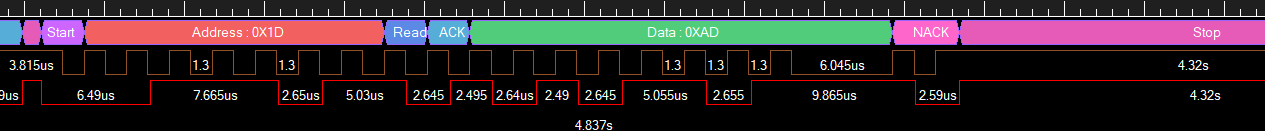 Start Address : 0X1D Read ACK Data : 0XAD NACK Stop
3.815us 1.3 1.3 1.3 1.3 1.3 6.045us 4.32s
9us 6.49us 7.665us 2.65us 5.03us 2.645 2.495 2.64us 2.49 2.645 5.055us 2.655 9.865us 2.59us 4.32s
4.837s